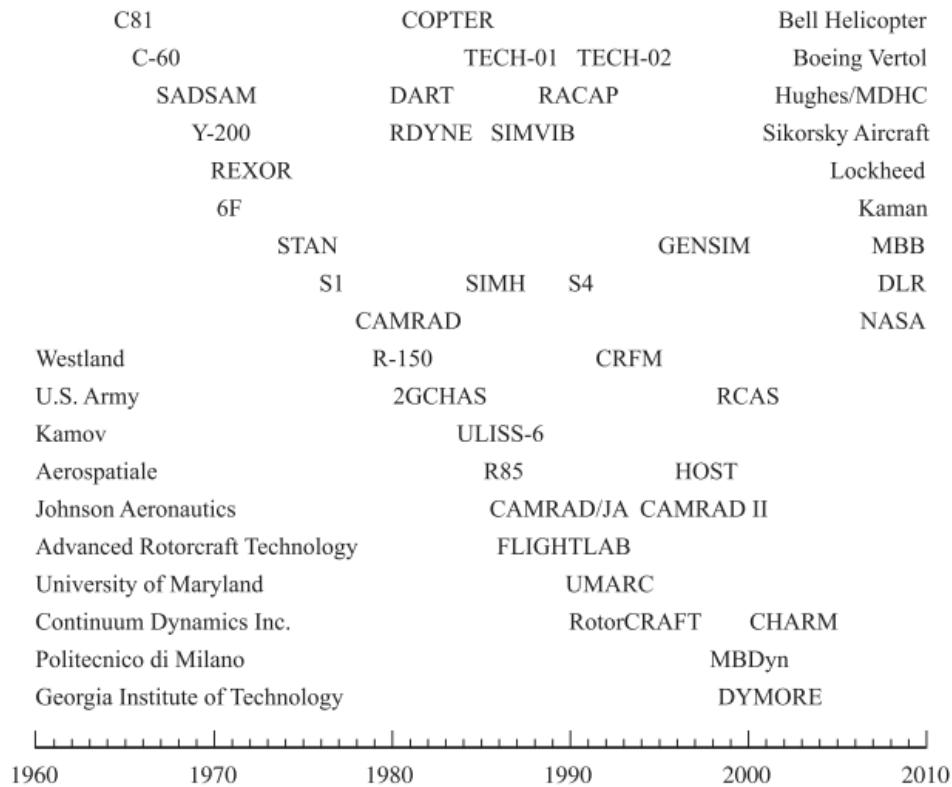 C81 COPTER Bell Helicopter
C-60 TECH-01 TECH-02 Boeing Vertol
SADSAM DART RACAP Hughes/MDHC
Y-200 RDYNE SIMVIB Sikorsky Aircraft
REXOR Lockheed
6F Kaman
STAN GENSIM MBB
S1 SIMH S4 DLR
CAMRAD NASA
Westland R-150 CRFM
U.S. Army 2GCHAS RCAS
Kamov ULISS-6
Aerospatiale R85 HOST
Johnson Aeronautics CAMRAD/JA CAMRAD II
Advanced Rotorcraft Technology FLIGHTLAB
University of Maryland UMARC
Continuum Dynamics Inc. RotorCRAFT CHARM
Politecnico di Milano MBDyn
Georgia Institute of Technology DYMORE
1960 1970 1980 1990 2000 2010